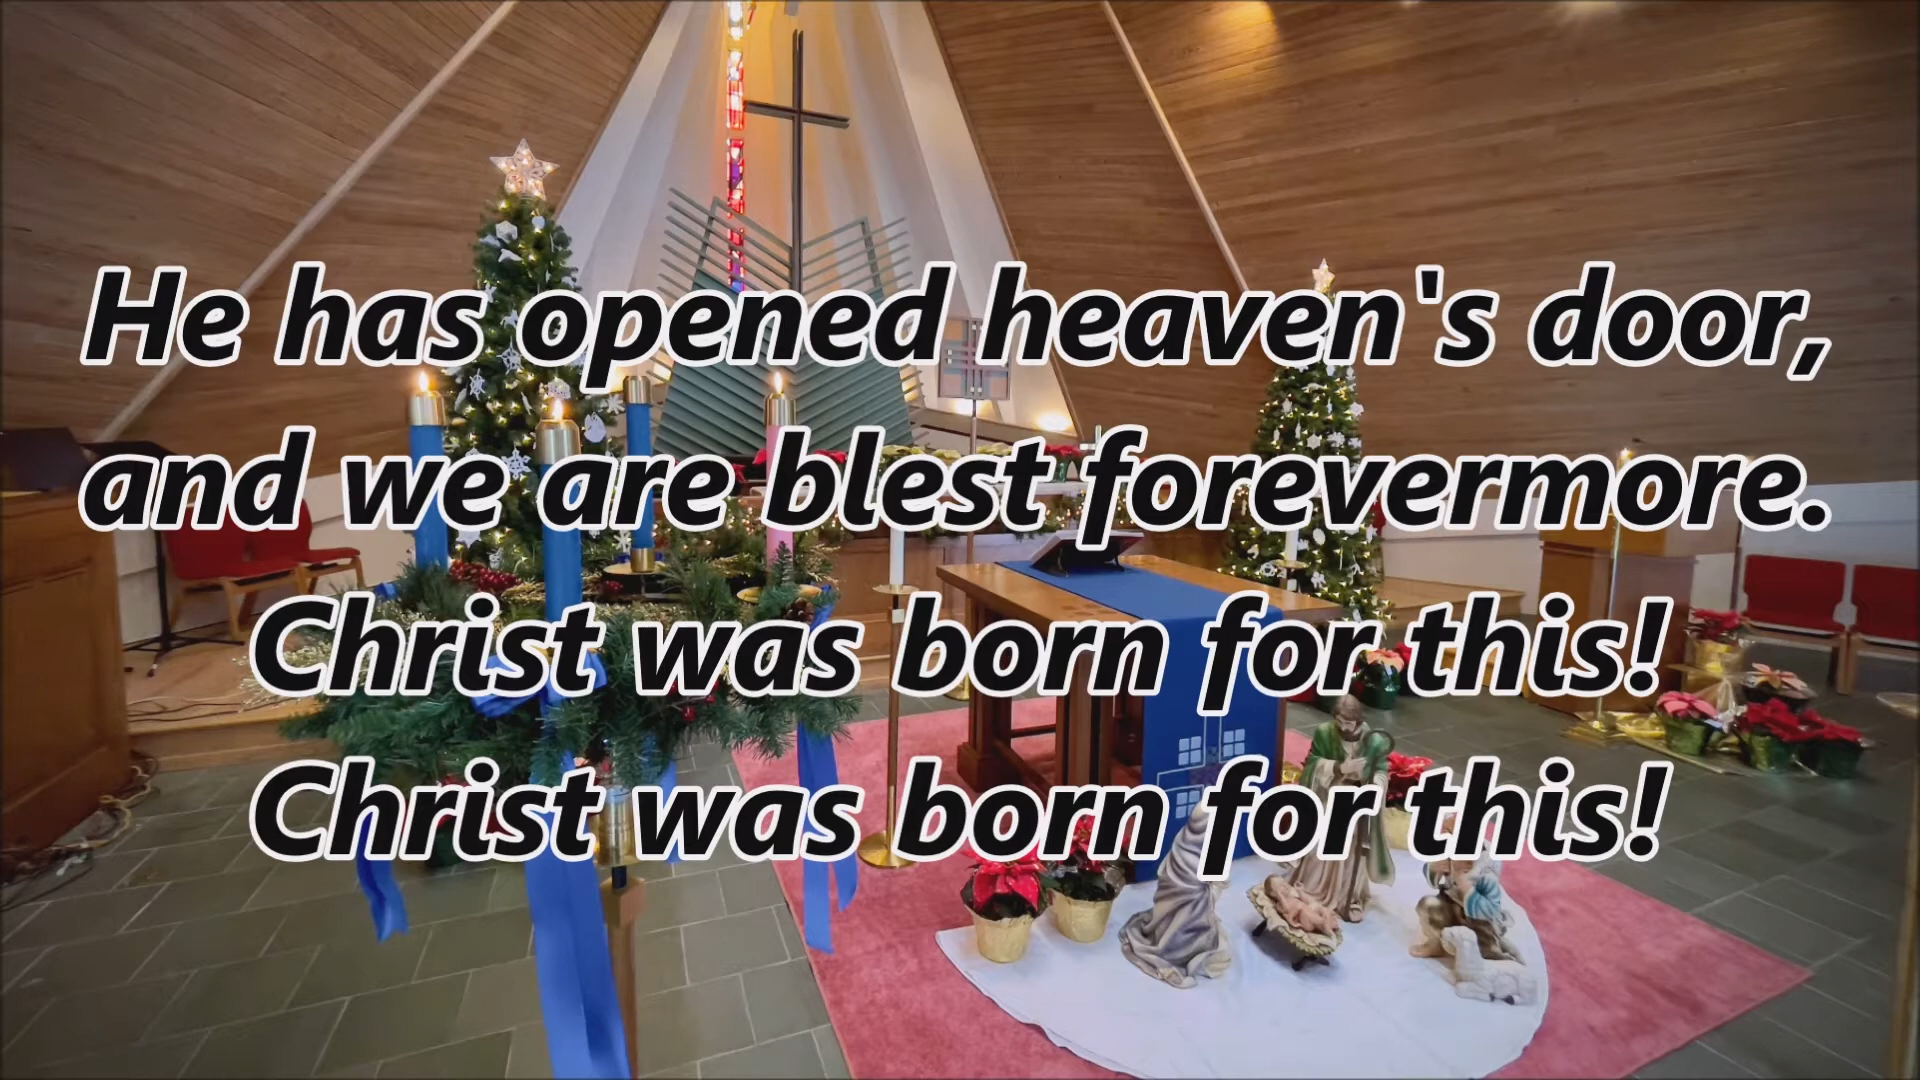 He has opened heaven's door,
and we are blest forevermore.
Christ was born for this!
Christ was born for this!